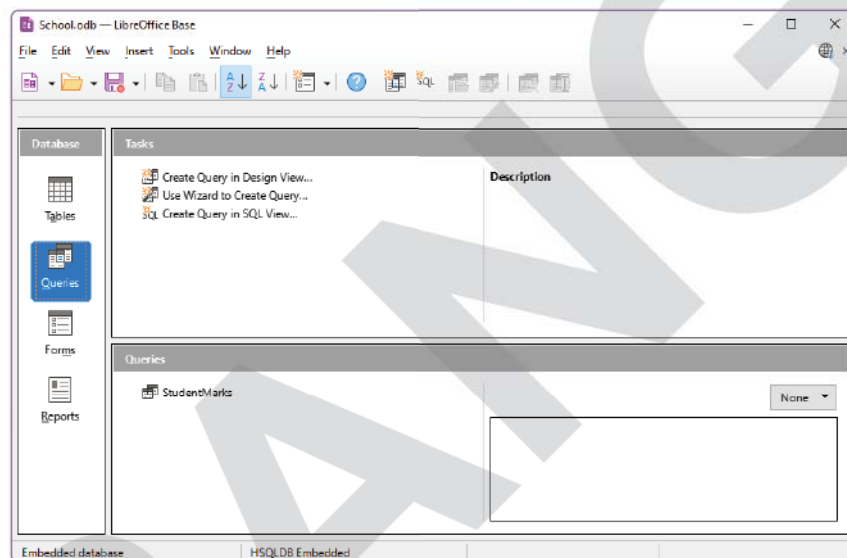 School.odb — LibreOffice Base
File Edit View Insert Tools Window Help
SQL
Database
Tables
Queries
Forms
Reports
Tasks
Create Query in Design View...
Use Wizard to Create Query...
SQL Create Query in SQL View...
Description
Queries
StudentMarks
None
Embedded database HSQLDB Embedded